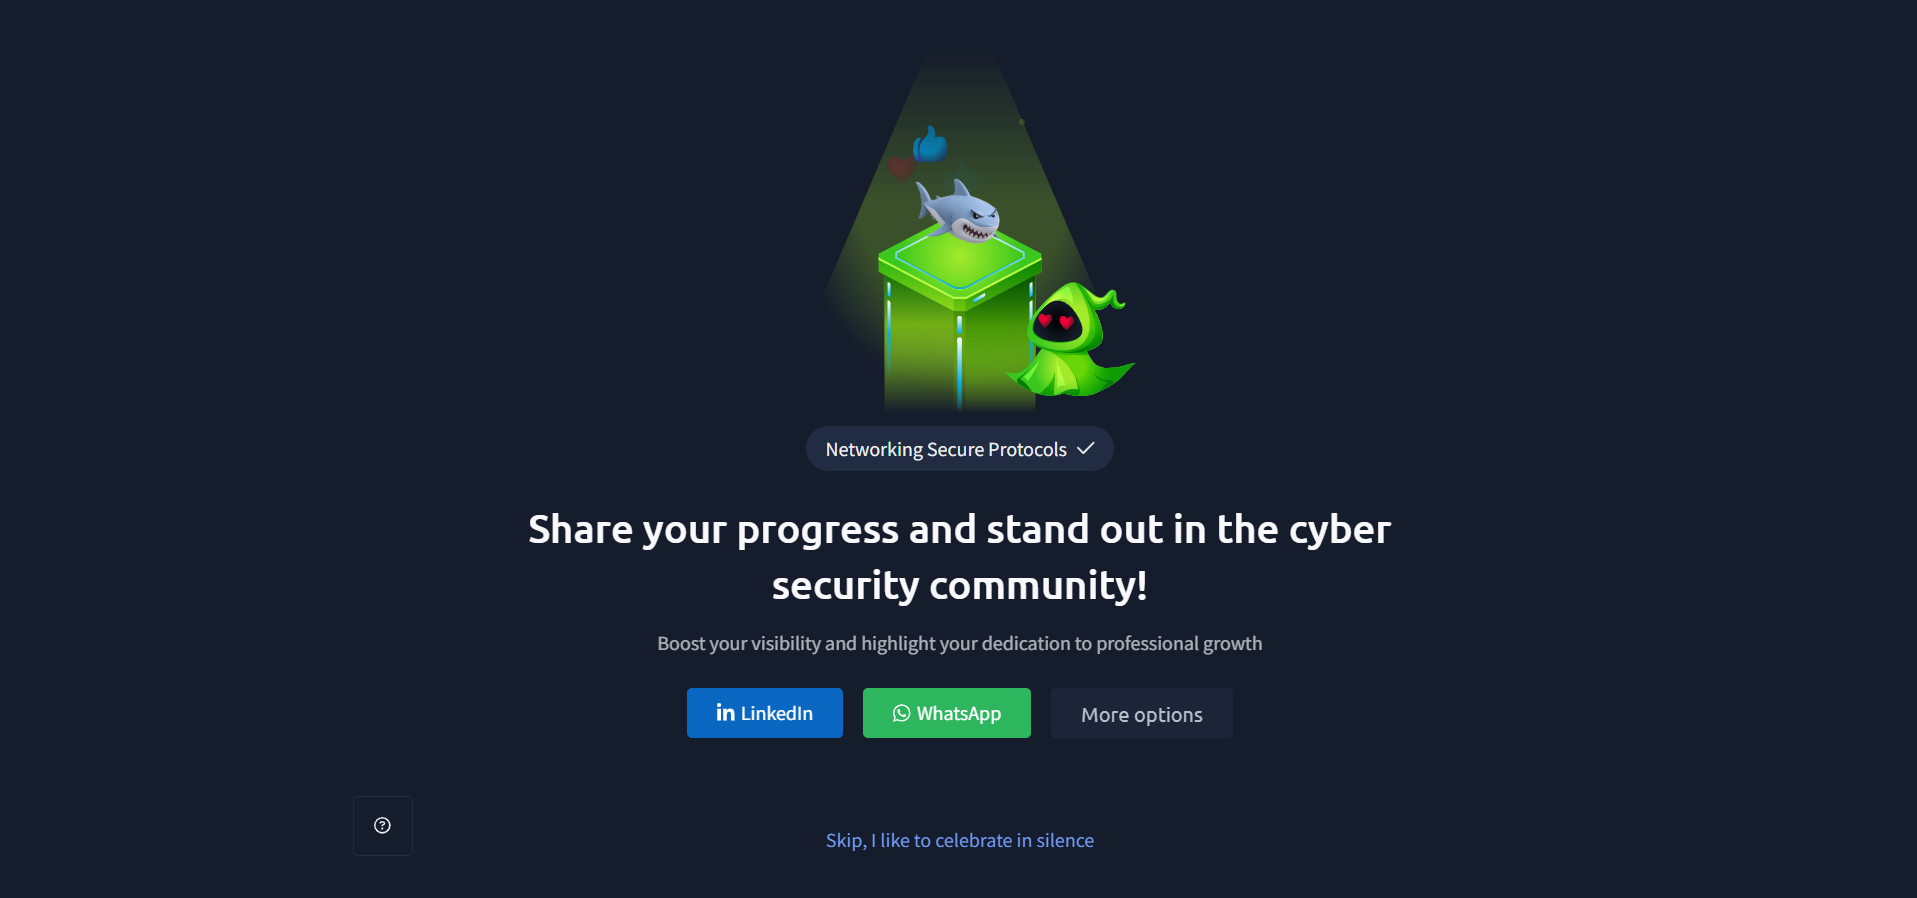 Networking Secure Protocols
Share your progress and stand out in the cyber
security community!
Boost your visibility and highlight your dedication to professional growth
LinkedIn
WhatsApp
More options
Skip, I like to celebrate in silence